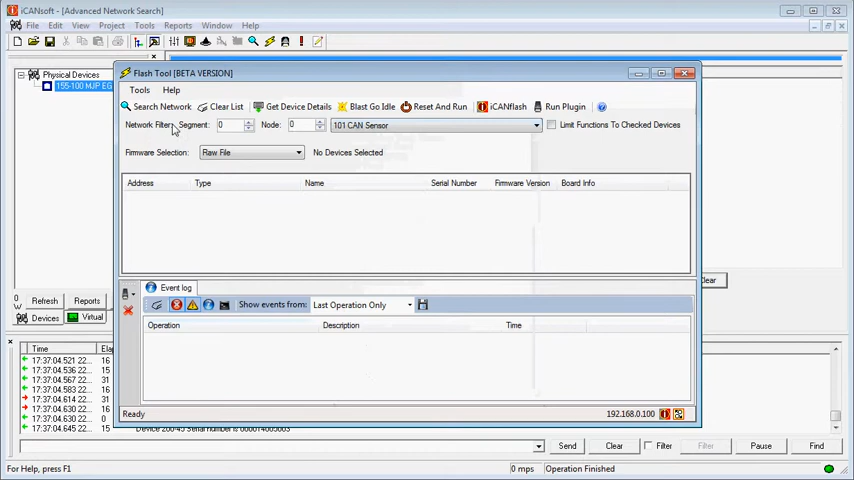 iCANsoft - [Advanced Network Search]
File Edit View Project Tools Reports Window Help
Physical Devices
155-100 MJP EG
Flash Tool [BETA VERSION]
Tools Help
Search Network Clear List Get Device Details Blast Go Idle Reset And Run iCANflash Run Plugin
Network Filter: Segment: 0 Node: 0 101 CAN Sensor Limit Functions To Checked Devices
Firmware Selection: Raw File No Devices Selected
Address Type Name Serial Number Firmware Version Board Info
lear
0 W Refresh Reports
Devices Virtual
Event log
Show events from: Last Operation Only
Operation Description Time
Ready 192.168.0.100
Time Ela
17:37:04.521 22... 16
17:37:04.536 22... 15
17:37:04.567 22... 31
17:37:04.583 22... 16
17:37:04.614 22... 31
17:37:04.630 22... 16
17:37:04.630 22... 0
17:37:04.645 22... 15 Device 200-45 Serial Number is
Send Clear Filter Filter Pause Find
For Help, press F1 0 mps Operation Finished